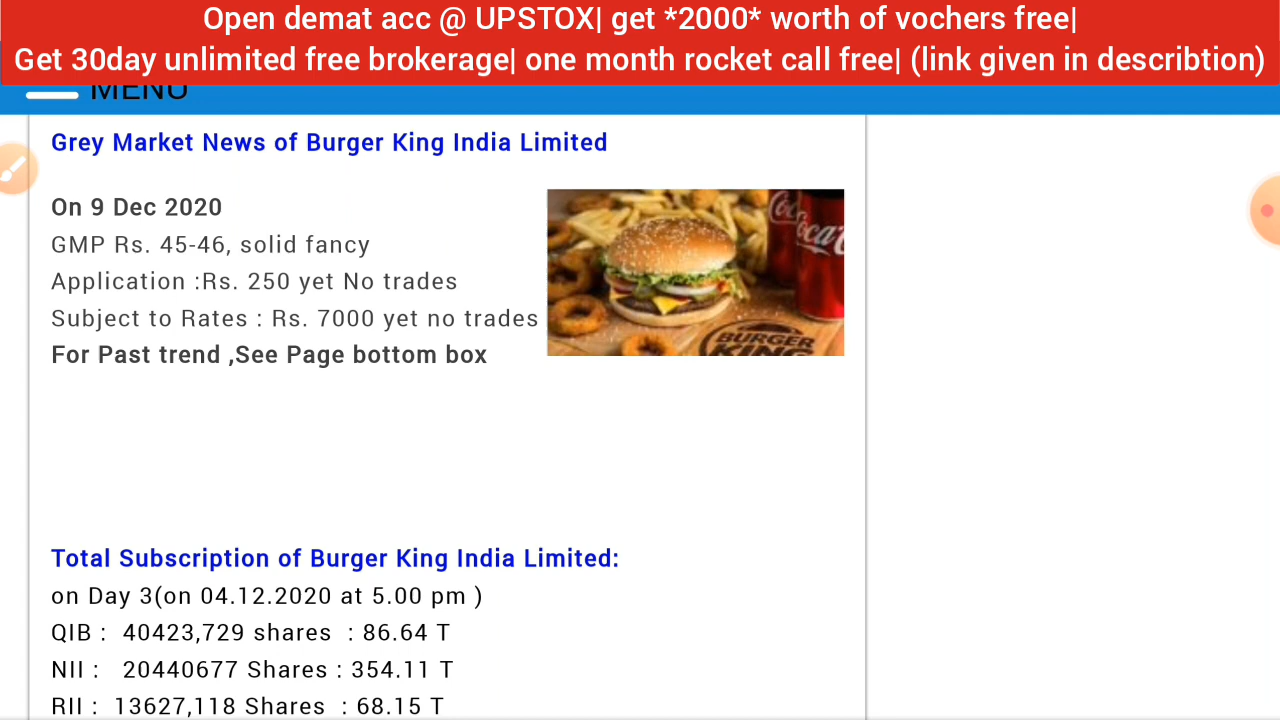 Open demat acc @ UPSTOX| get *2000* worth of vochers free|
Get 30day unlimited free brokerage| one month rocket call free| (link given in describtion)
MENU
Grey Market News of Burger King India Limited
On 9 Dec 2020
GMP Rs. 45-46, solid fancy
Application :Rs. 250 yet No trades
Subject to Rates : Rs. 7000 yet no trades
For Past trend ,See Page bottom box
Coca
BURGER
KING
Total Subscription of Burger King India Limited:
on Day 3(on 04.12.2020 at 5.00 pm )
QIB : 40423,729 shares : 86.64 T
NII : 20440677 Shares : 354.11 T
RII : 13627,118 Shares : 68.15 T